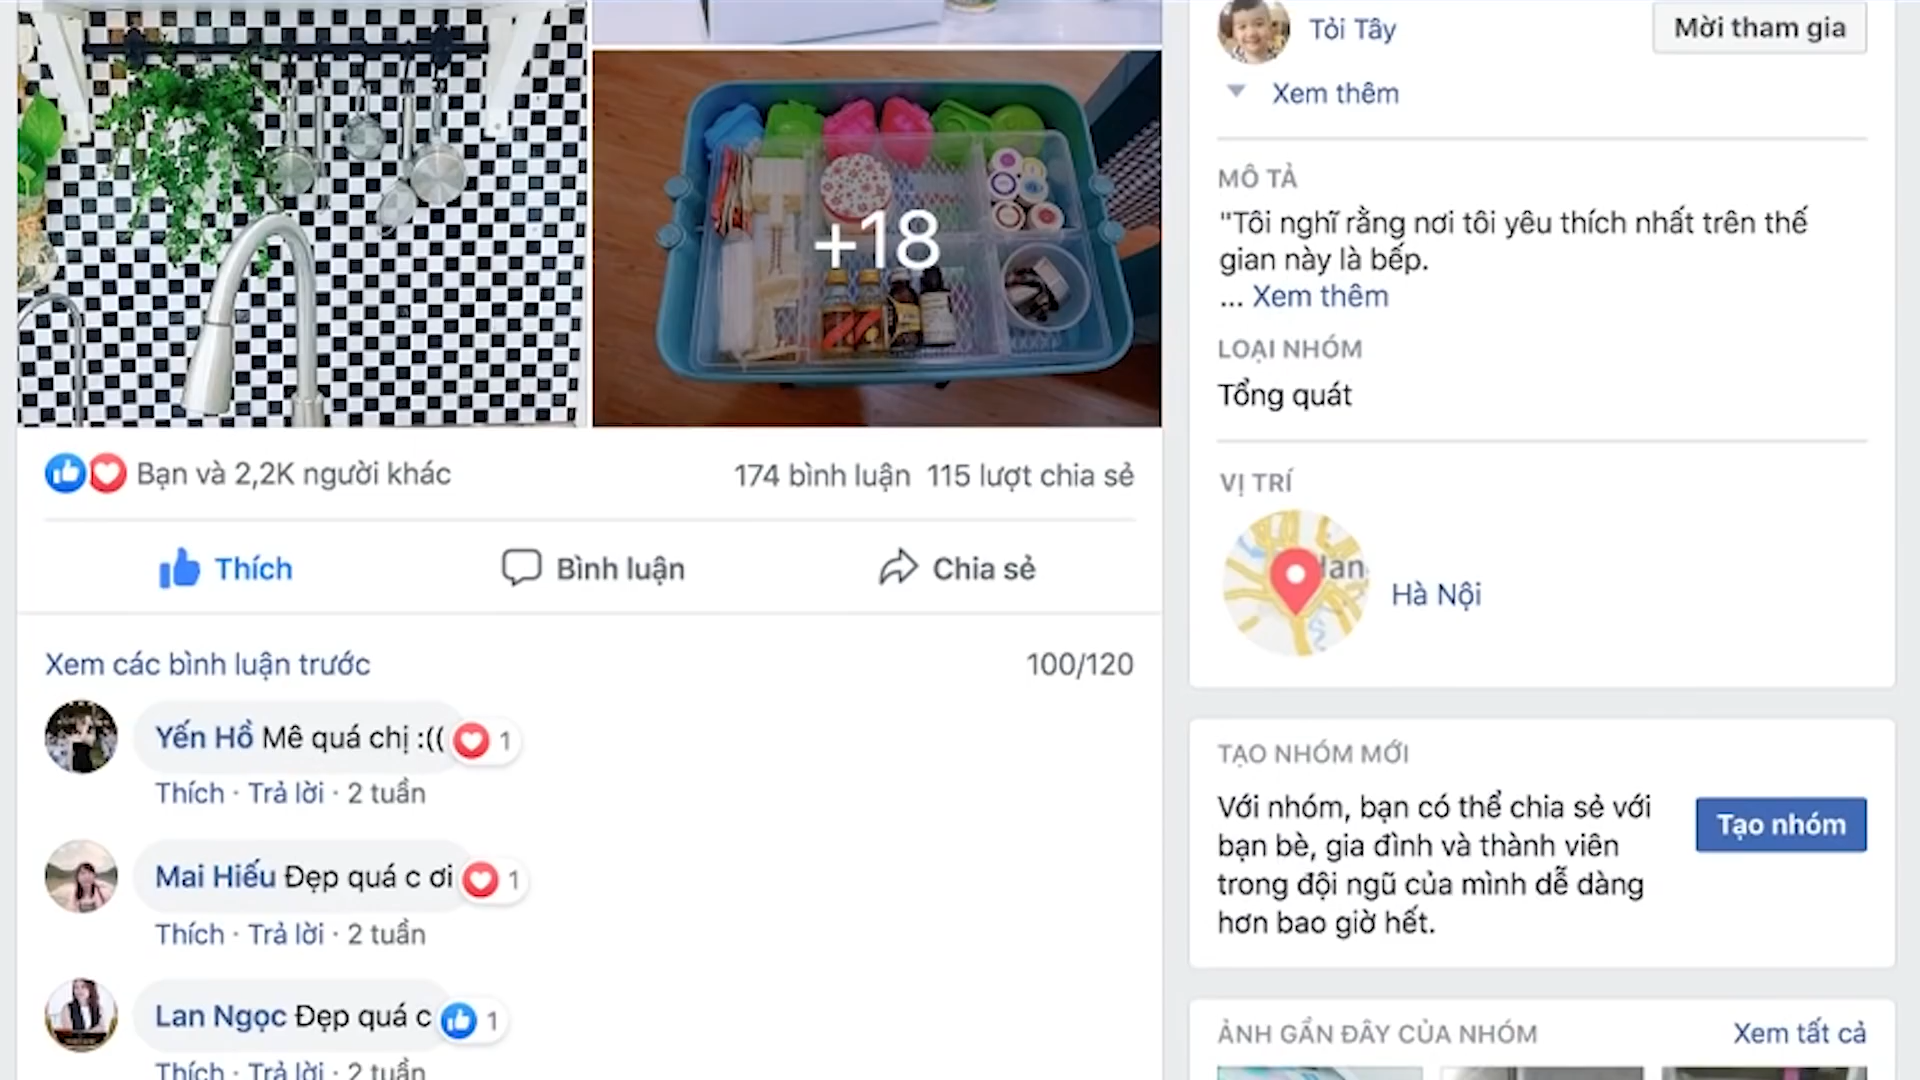 +18
Bạn và 2,2K người khác
174 bình luận 115 lượt chia sẻ
Thích
Bình luận
Chia sẻ
Xem các bình luận trước
100/120
Yến Hồ Mê quá chị :((
1
Thích · Trả lời · 2 tuần
Mai Hiếu Đẹp quá c ơi
1
Thích · Trả lời · 2 tuần
Lan Ngọc Đẹp quá c
1
Thích · Trả lời · 2 tuần
Tỏi Tây
Mời tham gia
Xem thêm
MÔ TẢ
"Tôi nghĩ rằng nơi tôi yêu thích nhất trên thế
gian này là bếp.
... Xem thêm
LOẠI NHÓM
Tổng quát
VỊ TRÍ
Han
Hà Nội
TẠO NHÓM MỚI
Với nhóm, bạn có thể chia sẻ với
bạn bè, gia đình và thành viên
trong đội ngũ của mình dễ dàng
hơn bao giờ hết.
Tạo nhóm
ẢNH GẦN ĐÂY CỦA NHÓM
Xem tất cả